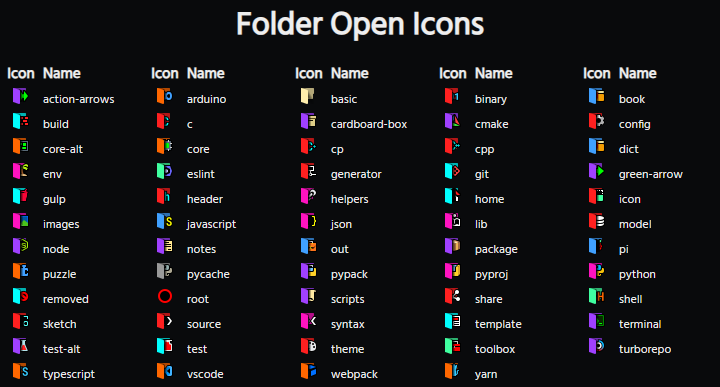 Folder Open Icons
Icon Name Icon Name Icon Name Icon Name Icon Name
action-arrows arduino basic binary book
build c cardboard-box cmake config
core-alt core cp cpp dict
env eslint generator git green-arrow
gulp header helpers home icon
images javascript json lib model
node notes out package pi
puzzle pycache pypack pyproj python
removed root scripts share shell
sketch source syntax template terminal
test-alt test theme toolbox turborepo
typescript vscode webpack yarn